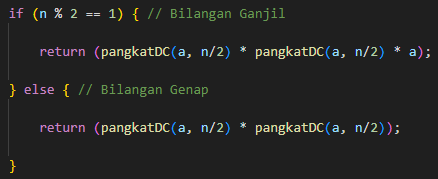 if (n % 2 == 1) { // Bilangan Ganjil
return (pangkatDC(a, n/2) * pangkatDC(a, n/2) * a);
} else { // Bilangan Genap
return (pangkatDC(a, n/2) * pangkatDC(a, n/2));
}